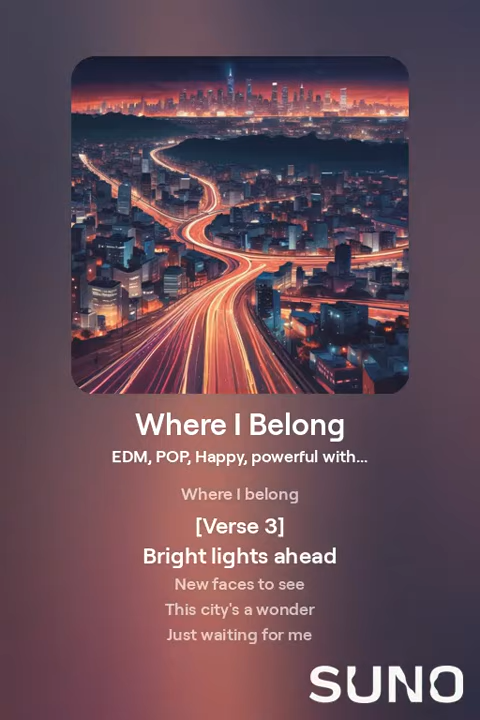 Where I Belong
EDM, POP, Happy, powerful with...
Where I belong
[Verse 3]
Bright lights ahead
New faces to see
This city's a wonder
Just waiting for me
SUNO